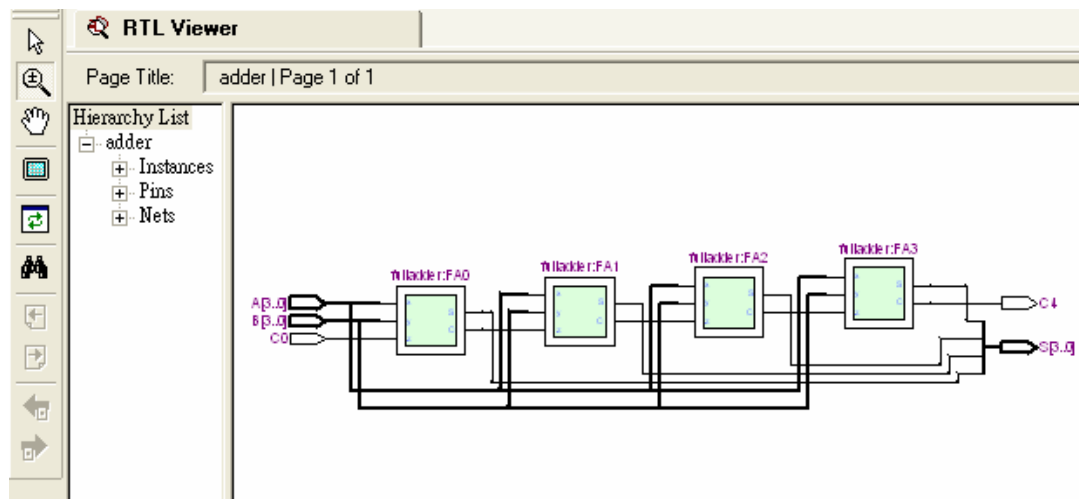 RTL Viewer
Page Title: adder | Page 1 of 1
Hierarchy List
adder
Instances
Pins
Nets
fulladder:FA0
fulladder:FA1
fulladder:FA2
fulladder:FA3
A[3..0]
B[3..0]
C0
C4
S[3..0]